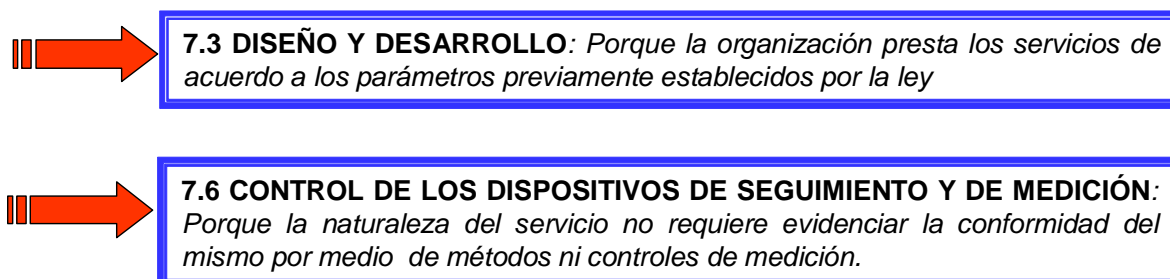 7.3 DISEÑO Y DESARROLLO: Porque la organización presta los servicios de
acuerdo a los parámetros previamente establecidos por la ley
7.6 CONTROL DE LOS DISPOSITIVOS DE SEGUIMIENTO Y DE MEDICIÓN:
Porque la naturaleza del servicio no requiere evidenciar la conformidad del
mismo por medio de métodos ni controles de medición.